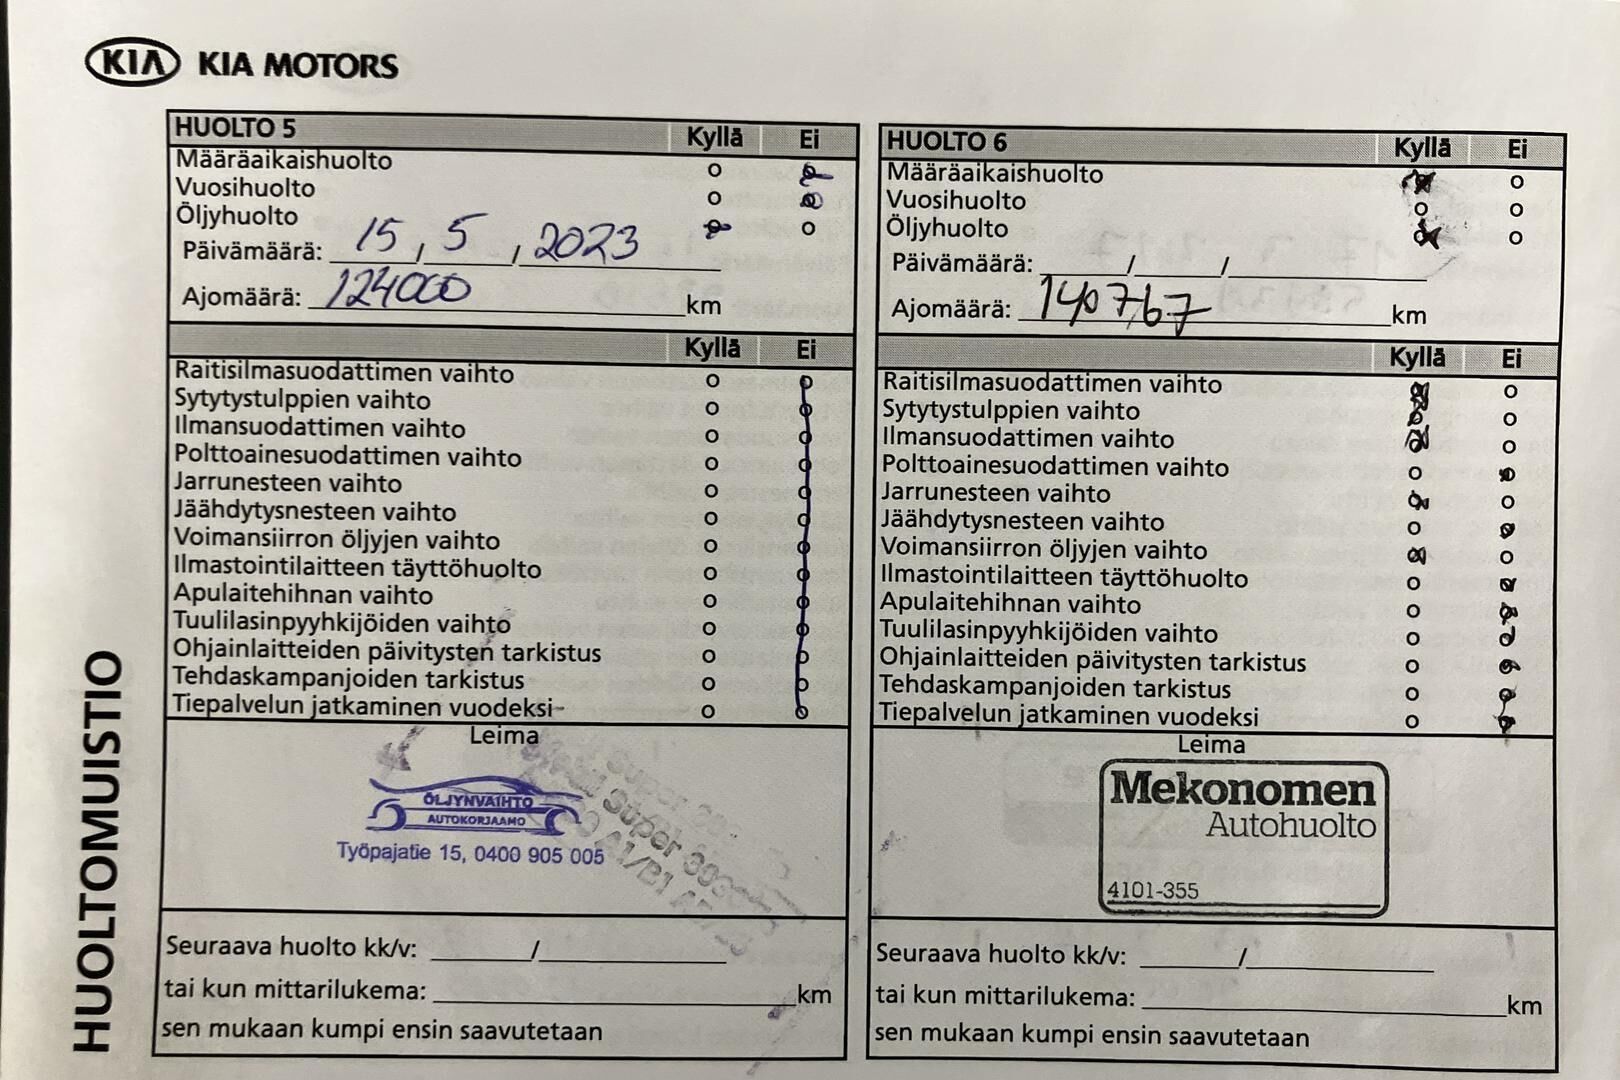 KIA KIA MOTORS
HUOLTOMUISTIO
HUOLTO 5 Kyllä Ei
Määräaikaishuolto
Vuosihuolto
Öljyhuolto
Päivämäärä: 15 / 5 / 2023
Ajomäärä: 124000 km
Kyllä Ei
Raitisilmasuodattimen vaihto
Sytytystulppien vaihto
Ilmansuodattimen vaihto
Polttoainesuodattimen vaihto
Jarrunesteen vaihto
Jäähdytysnesteen vaihto
Voimansiirron öljyjen vaihto
Ilmastointilaitteen täyttöhuolto
Apulaitehihnan vaihto
Tuulilasinpyyhkijöiden vaihto
Ohjainlaitteiden päivitysten tarkistus
Tehdaskampanjoiden tarkistus
Tiepalvelun jatkaminen vuodeksi
Leima
ÖLJYNVAIHTO
AUTOKORJAAMO
Työpajatie 15, 0400 905 005
Super
A1/B1
Seuraava huolto kk/v: /
tai kun mittarilukema: km
sen mukaan kumpi ensin saavutetaan
HUOLTO 6 Kyllä Ei
Määräaikaishuolto
Vuosihuolto
Öljyhuolto
Päivämäärä: / /
Ajomäärä: 140767 km
Kyllä Ei
Raitisilmasuodattimen vaihto
Sytytystulppien vaihto
Ilmansuodattimen vaihto
Polttoainesuodattimen vaihto
Jarrunesteen vaihto
Jäähdytysnesteen vaihto
Voimansiirron öljyjen vaihto
Ilmastointilaitteen täyttöhuolto
Apulaitehihnan vaihto
Tuulilasinpyyhkijöiden vaihto
Ohjainlaitteiden päivitysten tarkistus
Tehdaskampanjoiden tarkistus
Tiepalvelun jatkaminen vuodeksi
Leima
Mekonomen
Autohuolto
4101-355
Seuraava huolto kk/v: /
tai kun mittarilukema: km
sen mukaan kumpi ensin saavutetaan